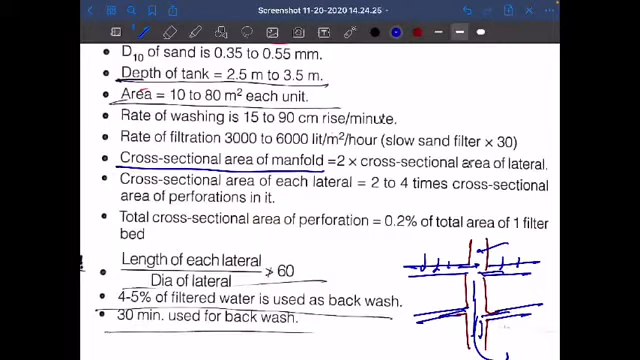 Screenshot 11-20-2020 14.24.26
• D10 of sand is 0.35 to 0.55 mm.
• Depth of tank = 2.5 m to 3.5 m.
• Area = 10 to 80 m² each unit.
• Rate of washing is 15 to 90 cm rise/minute.
• Rate of filtration 3000 to 6000 lit/m²/hour (slow sand filter × 30)
• Cross-sectional area of manfold = 2 × cross-sectional area of lateral.
• Cross-sectional area of each lateral = 2 to 4 times cross-sectional
area of perforations in it.
• Total cross-sectional area of perforation = 0.2% of total area of 1 filter
bed
• Length of each lateral
Dia of lateral
≯ 60
• 4-5% of filtered water is used as back wash.
• 30 min. used for back wash.